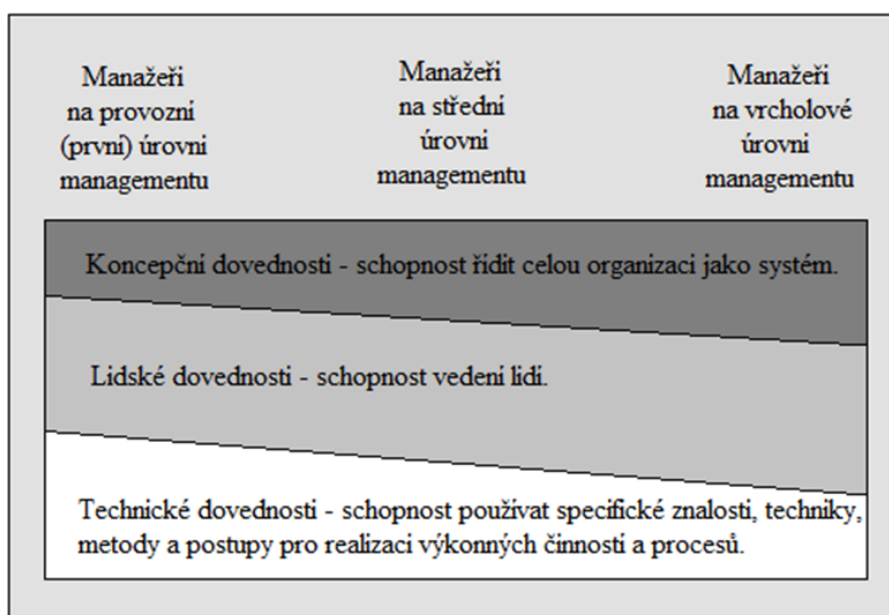 Manažeři
na provozní
(první) úrovni
managementu
Manažeři
na střední
úrovni
managementu
Manažeři
na vrcholové
úrovni
managementu
Koncepční dovednosti - schopnost řídit celou organizaci jako systém.
Lidské dovednosti - schopnost vedení lidí.
Technické dovednosti - schopnost používat specifické znalosti, techniky,
metody a postupy pro realizaci výkonných činností a procesů.